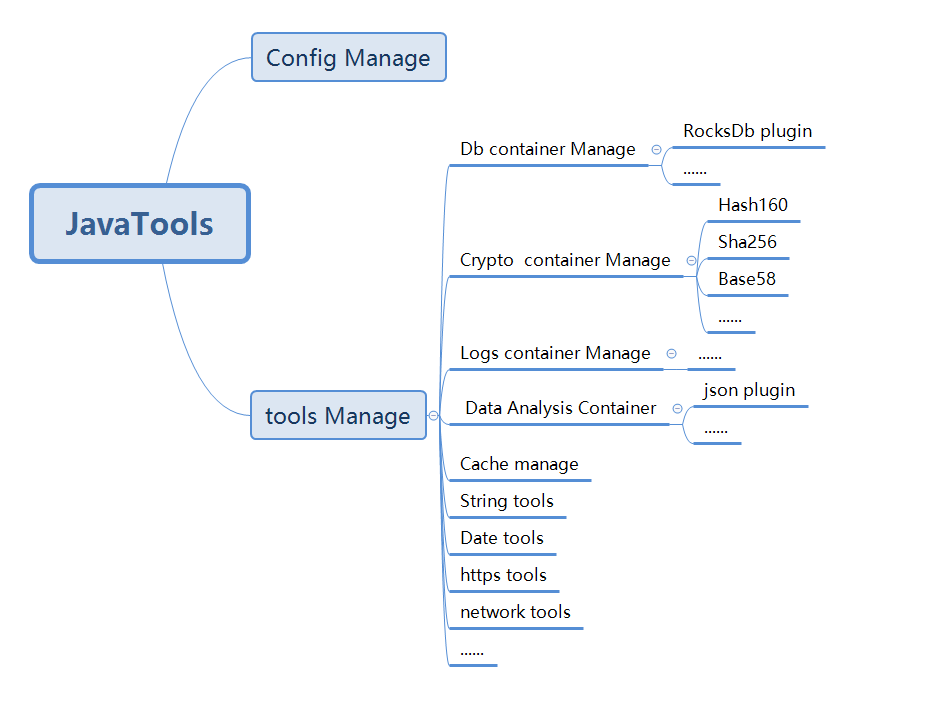 JavaTools
Config Manage
tools Manage
Db container Manage
RocksDb plugin
......
Crypto  container Manage
Hash160
Sha256
Base58
......
Logs container Manage
......
Data Analysis Container
json plugin
......
Cache manage
String tools
Date tools
https tools
network tools
......